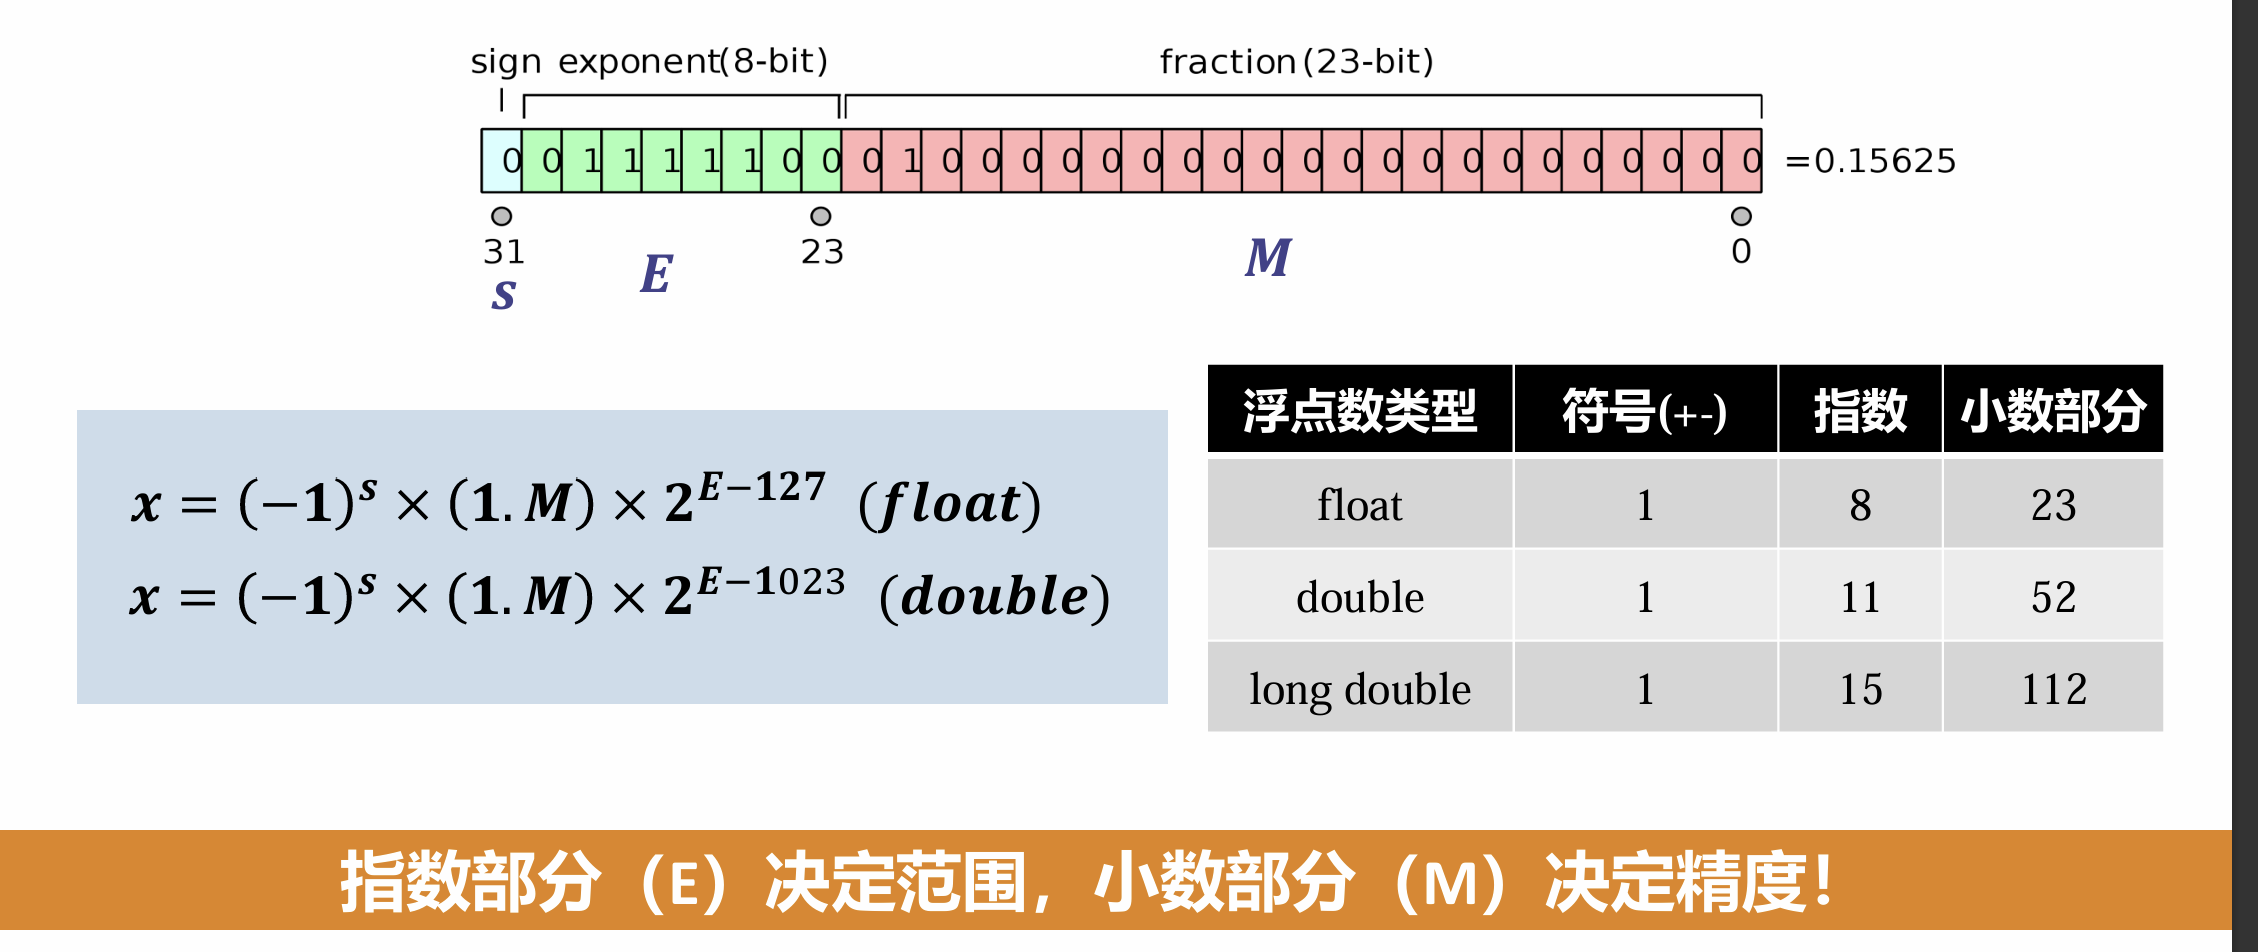 sign exponent(8-bit) fraction(23-bit)
0 0 1 1 1 1 1 0 0 0 1 0 0 0 0 0 0 0 0 0 0 0 0 0 0 0 0 0 0 0 0 0 =0.15625
31 23 0
s E M
x = (−1)^s × (1.M) × 2^{E−127} (float)
x = (−1)^s × (1.M) × 2^{E−1023} (double)
浮点数类型 符号(+-) 指数 小数部分
float 1 8 23
double 1 11 52
long double 1 15 112
指数部分（E）决定范围，小数部分（M）决定精度！